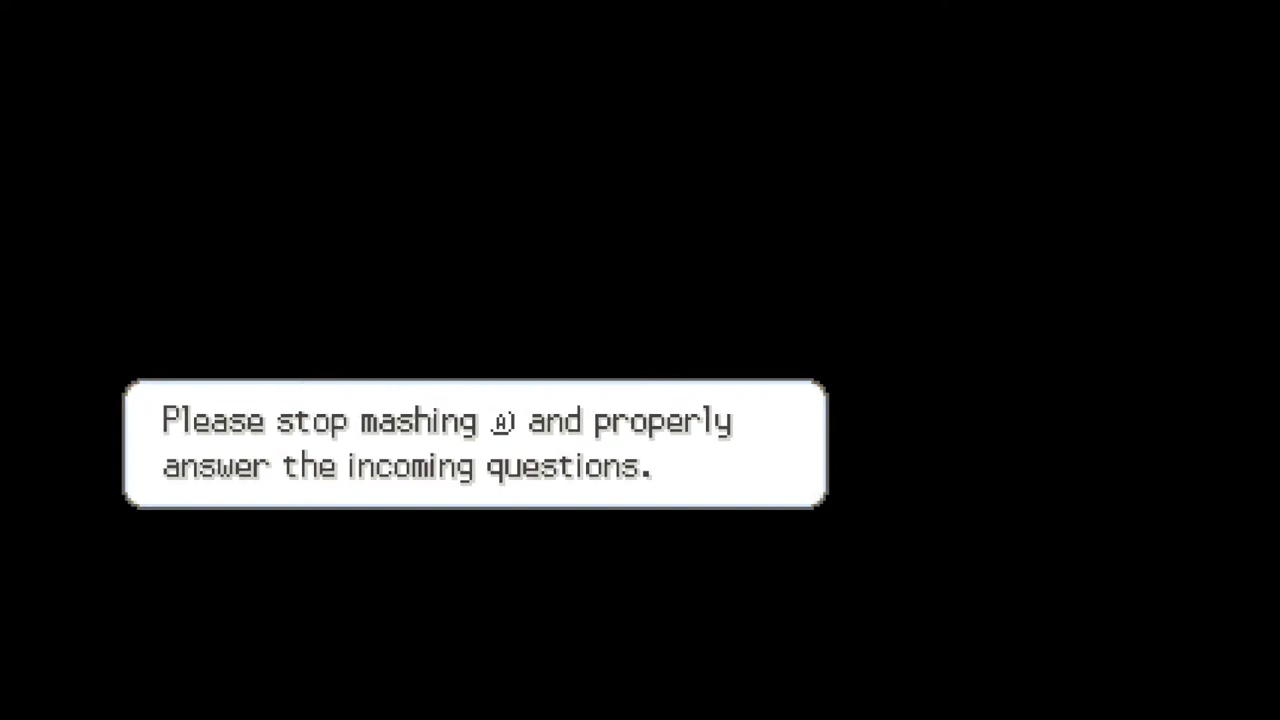 Please stop mashing Ⓐ and properly
answer the incoming questions.